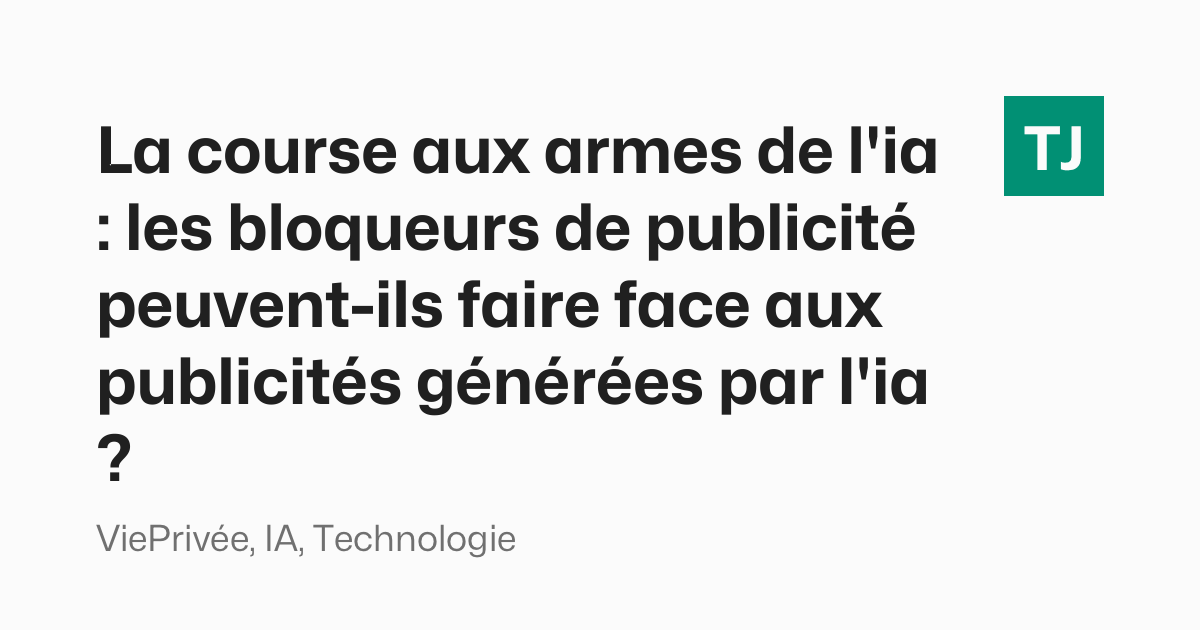 La course aux armes de l'ia
: les bloqueurs de publicité
peuvent-ils faire face aux
publicités générées par l'ia
?
TJ
ViePrivée, IA, Technologie